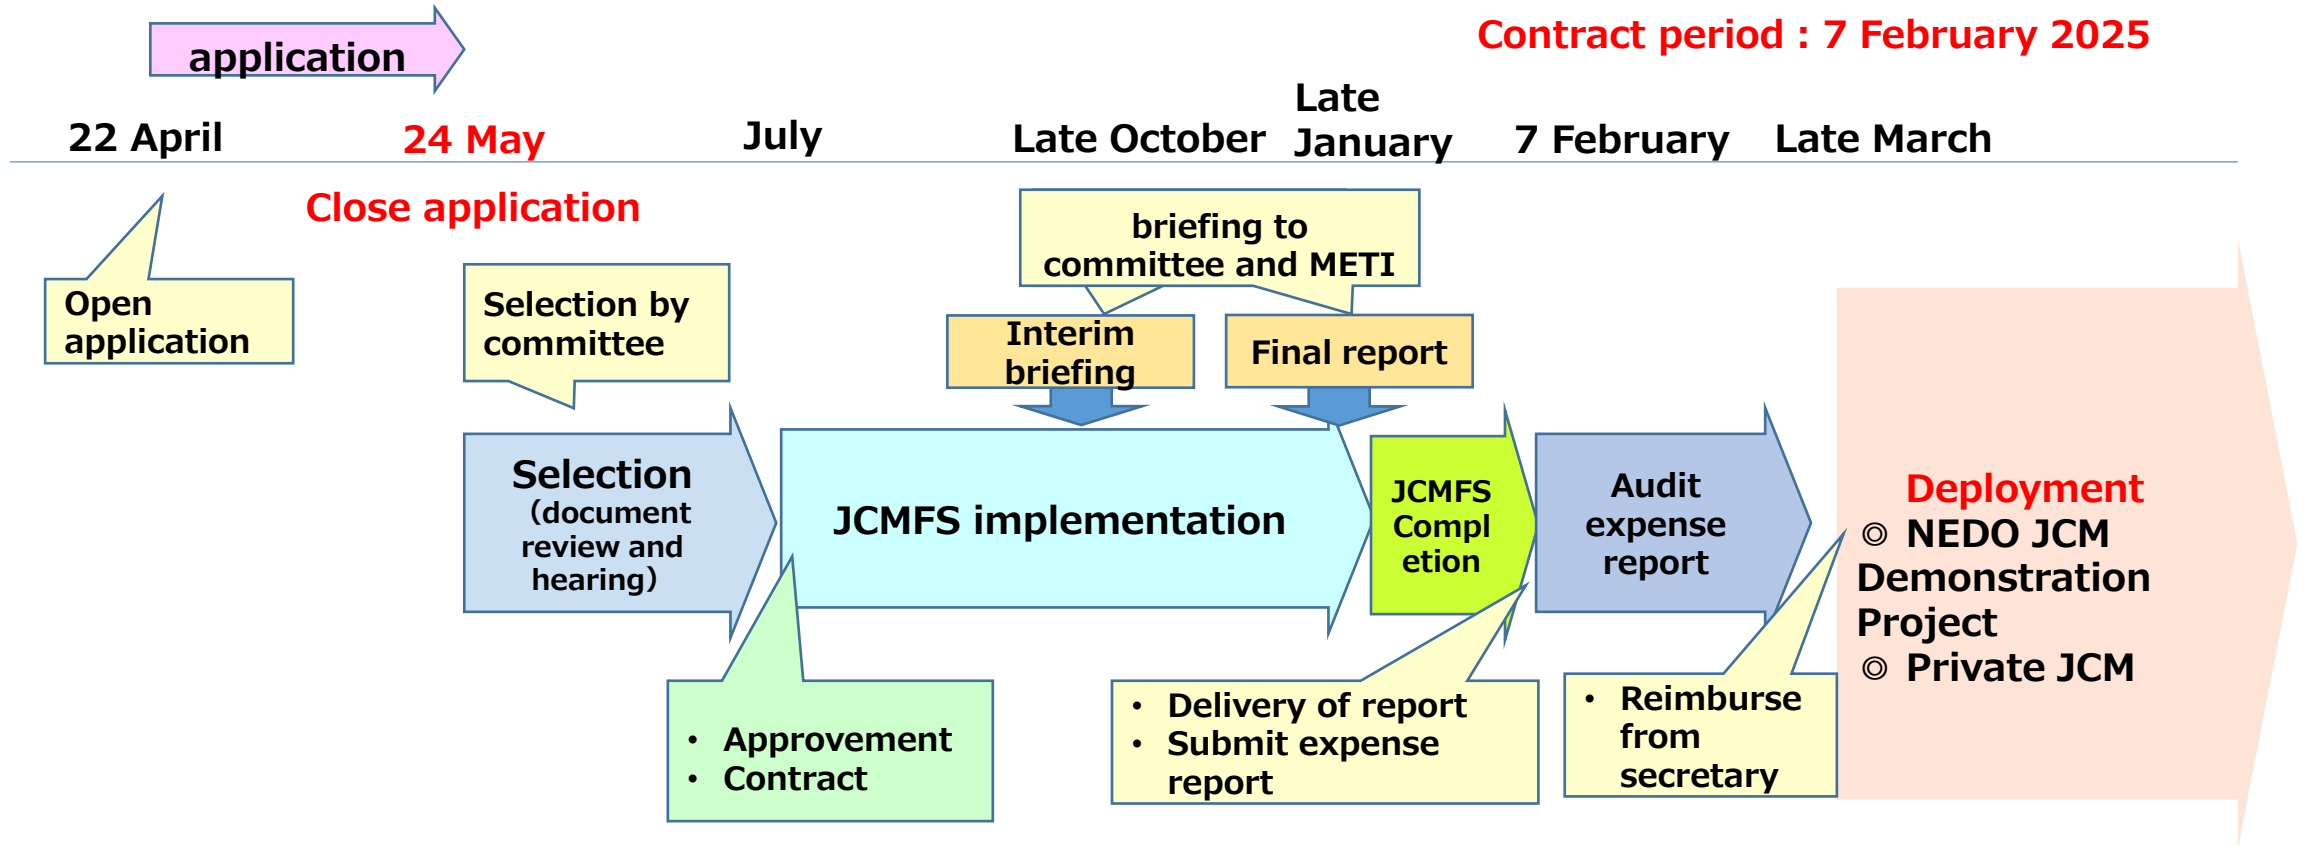 application
Contract period : 7 February 2025
22 April
24 May
July
Late October
Late
January
7 February
Late March
Close application
Open
application
Selection by
committee
briefing to
committee and METI
Interim
briefing
Final report
Selection
（document
review and
hearing）
JCMFS implementation
JCMFS
Compl
etion
Audit
expense
report
Deployment
◎ NEDO JCM
Demonstration
Project
◎ Private JCM
• Approvement
• Contract
• Delivery of report
• Submit expense
report
• Reimburse
from
secretary